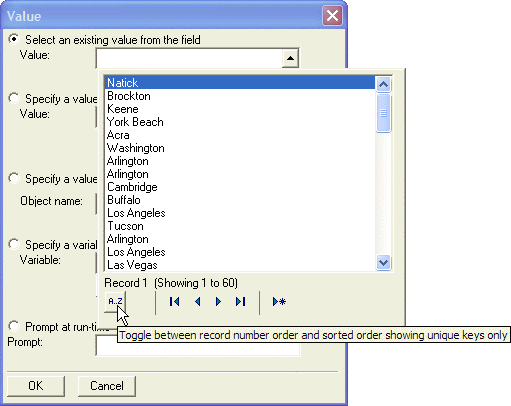 Value
Select an existing value from the field
Value:
Natick
Brockton
Keene
York Beach
Acra
Washington
Arlington
Arlington
Cambridge
Buffalo
Los Angeles
Tucson
Arlington
Los Angeles
Las Vegas
Record 1 (Showing 1 to 60)
A..Z
Toggle between record number order and sorted order showing unique keys only
Specify a value
Value:
Specify a value
Object name:
Specify a variab
Variable:
Prompt at run-time
Prompt:
OK
Cancel